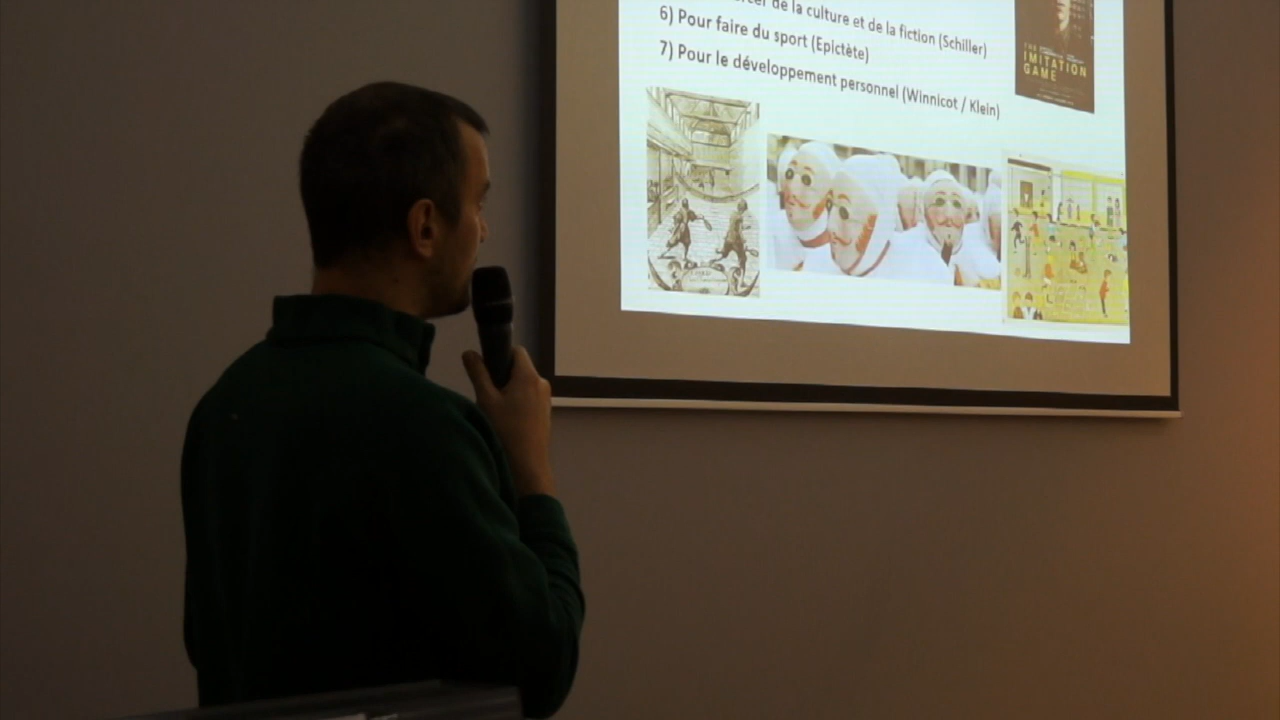 de la culture et de la fiction (Schiller)
6) Pour faire du sport (Epictète)
7) Pour le développement personnel (Winnicot / Klein)
THE
IMITATION
GAME